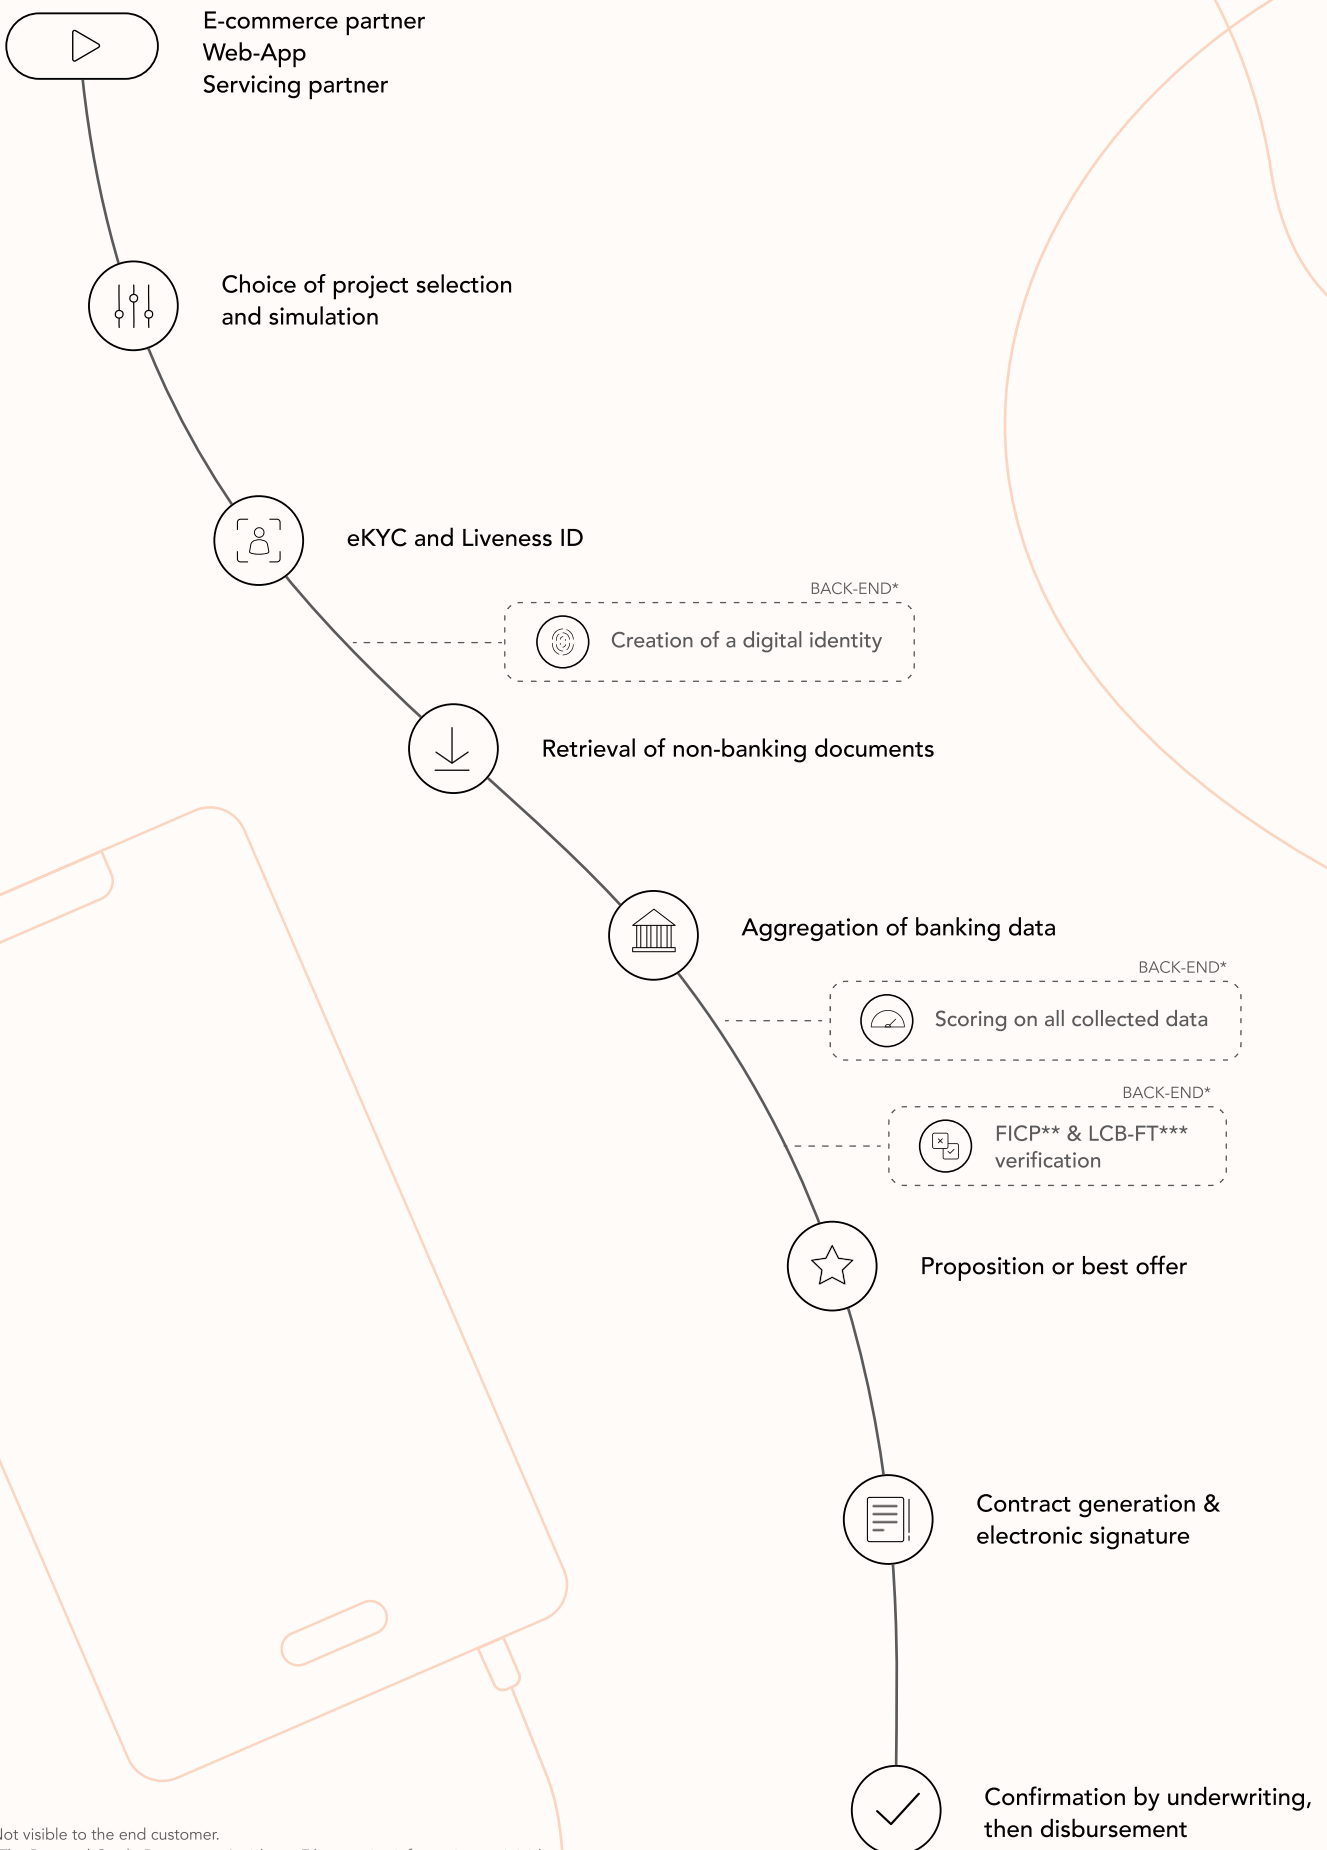 E-commerce partner
Web-App
Servicing partner
Choice of project selection
and simulation
eKYC and Liveness ID
BACK-END*
Creation of a digital identity
Retrieval of non-banking documents
Aggregation of banking data
BACK-END*
Scoring on all collected data
BACK-END*
FICP** & LCB-FT***
verification
Proposition or best offer
Contract generation &
electronic signature
Confirmation by underwriting,
then disbursement
Not visible to the end customer.